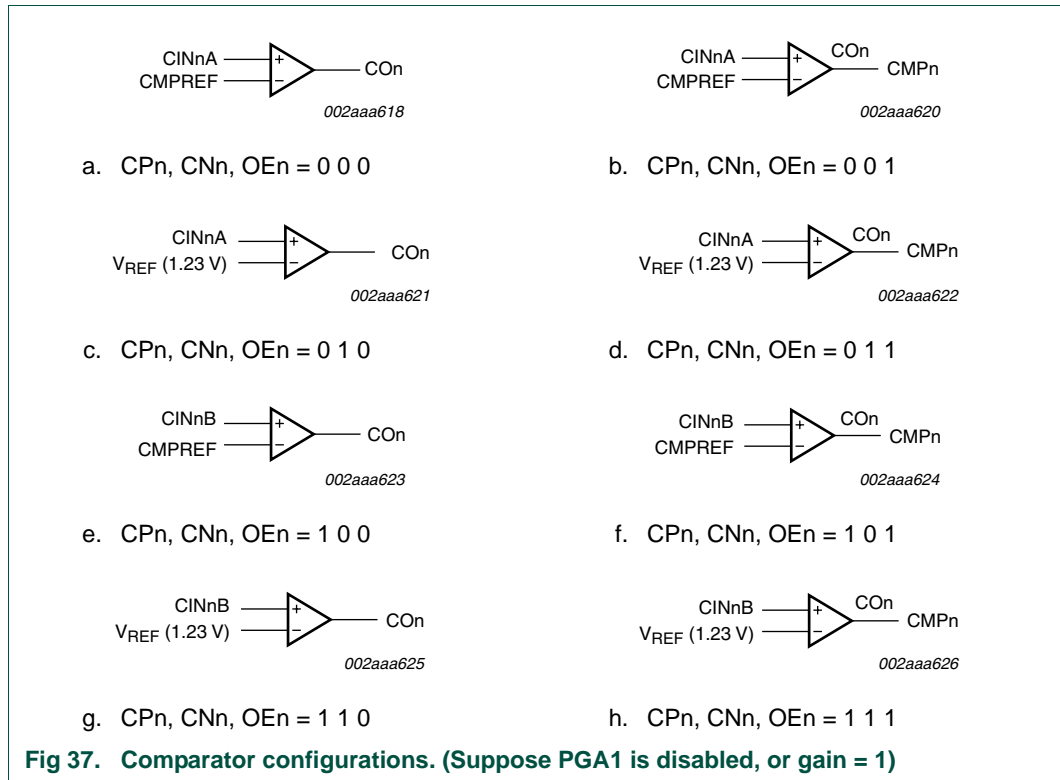 CINnA
CMPREF
+
−
COn
002aaa618
a. CPn, CNn, OEn = 0 0 0
CINnA
CMPREF
+
−
COn
CMPn
002aaa620
b. CPn, CNn, OEn = 0 0 1
CINnA
VREF (1.23 V)
+
−
COn
002aaa621
c. CPn, CNn, OEn = 0 1 0
CINnA
VREF (1.23 V)
+
−
COn
CMPn
002aaa622
d. CPn, CNn, OEn = 0 1 1
CINnB
CMPREF
+
−
COn
002aaa623
e. CPn, CNn, OEn = 1 0 0
CINnB
CMPREF
+
−
COn
CMPn
002aaa624
f. CPn, CNn, OEn = 1 0 1
CINnB
VREF (1.23 V)
+
−
COn
002aaa625
g. CPn, CNn, OEn = 1 1 0
CINnB
VREF (1.23 V)
+
−
COn
CMPn
002aaa626
h. CPn, CNn, OEn = 1 1 1
Fig 37. Comparator configurations. (Suppose PGA1 is disabled, or gain = 1)